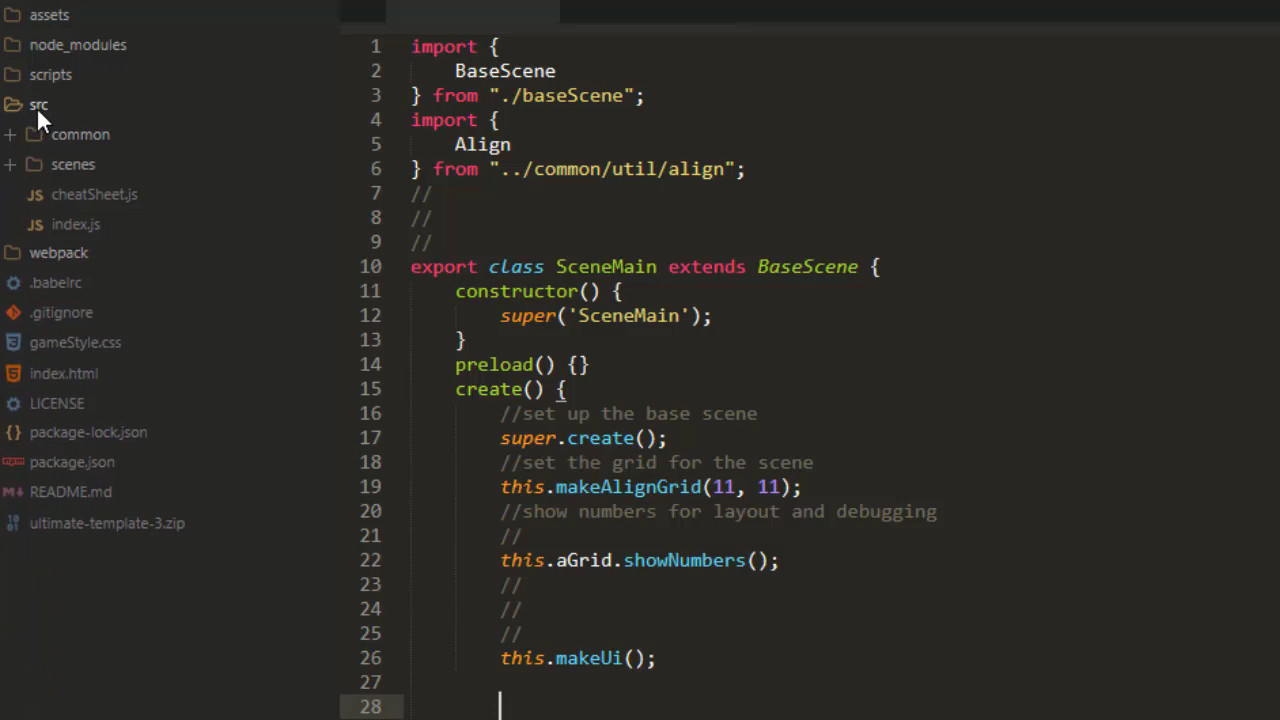 assets
node_modules
scripts
src
common
scenes
JS cheatSheet.js
JS index.js
webpack
.babelrc
.gitignore
gameStyle.css
index.html
LICENSE
package-lock.json
package.json
README.md
ultimate-template-3.zip
1 import {
2 BaseScene
3 } from "./baseScene";
4 import {
5 Align
6 } from "../common/util/align";
7 //
8 //
9 //
10 export class SceneMain extends BaseScene {
11 constructor() {
12 super('SceneMain');
13 }
14 preload() {}
15 create() {
16 //set up the base scene
17 super.create();
18 //set the grid for the scene
19 this.makeAlignGrid(11, 11);
20 //show numbers for layout and debugging
21 //
22 this.aGrid.showNumbers();
23 //
24 //
25 //
26 this.makeUi();
27
28